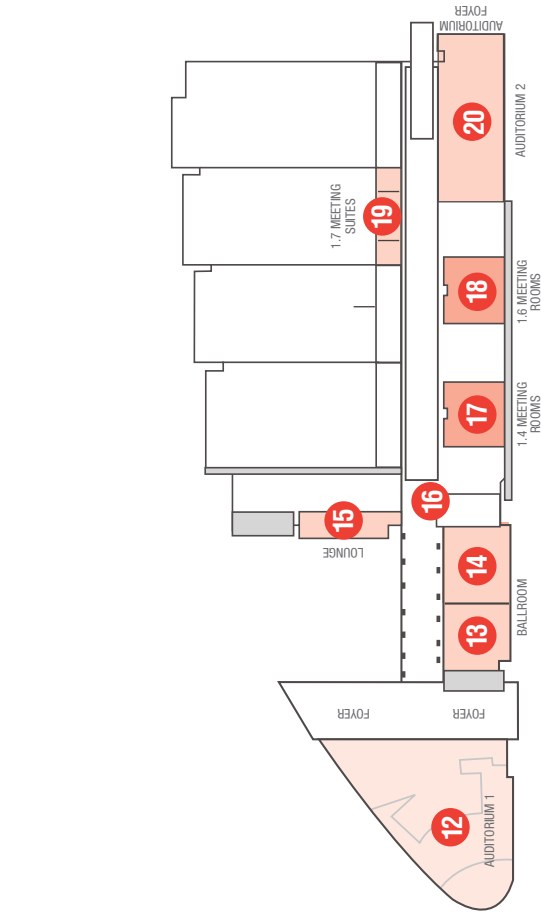 AUDITORIUM
FOYER
20
AUDITORIUM 2
1.7 MEETING
SUITES
19
18
1.6 MEETING
ROOMS
17
1.4 MEETING
ROOMS
16
15
LOUNGE
14
BALLROOM
13
FOYER
FOYER
12
AUDITORIUM 1